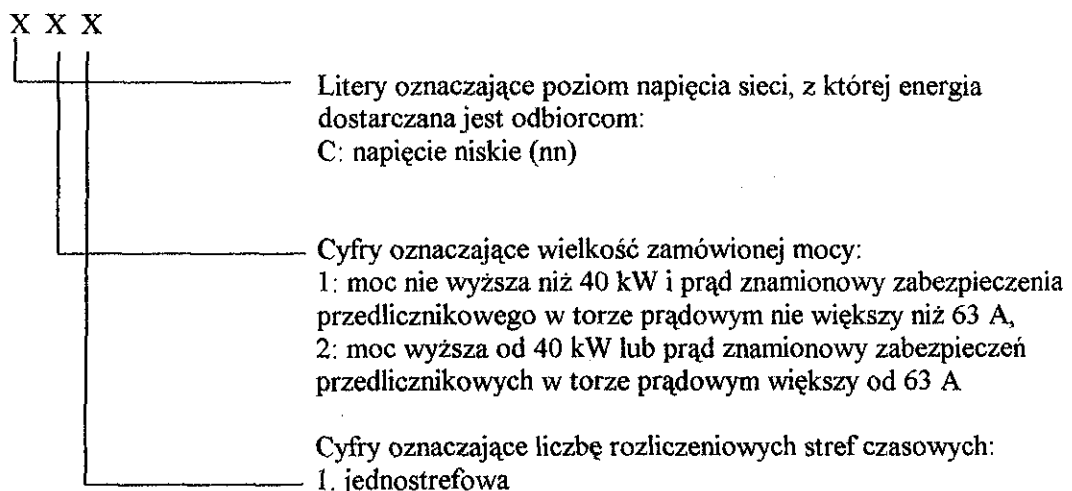 X X X
Litery oznaczające poziom napięcia sieci, z której energia
dostarczana jest odbiorcom:
C: napięcie niskie (nn)
Cyfry oznaczające wielkość zamówionej mocy:
1: moc nie wyższa niż 40 kW i prąd znamionowy zabezpieczenia
przedlicznikowego w torze prądowym nie większy niż 63 A,
2: moc wyższa od 40 kW lub prąd znamionowy zabezpieczeń
przedlicznikowych w torze prądowym większy od 63 A
Cyfry oznaczające liczbę rozliczeniowych stref czasowych:
1. jednostrefowa